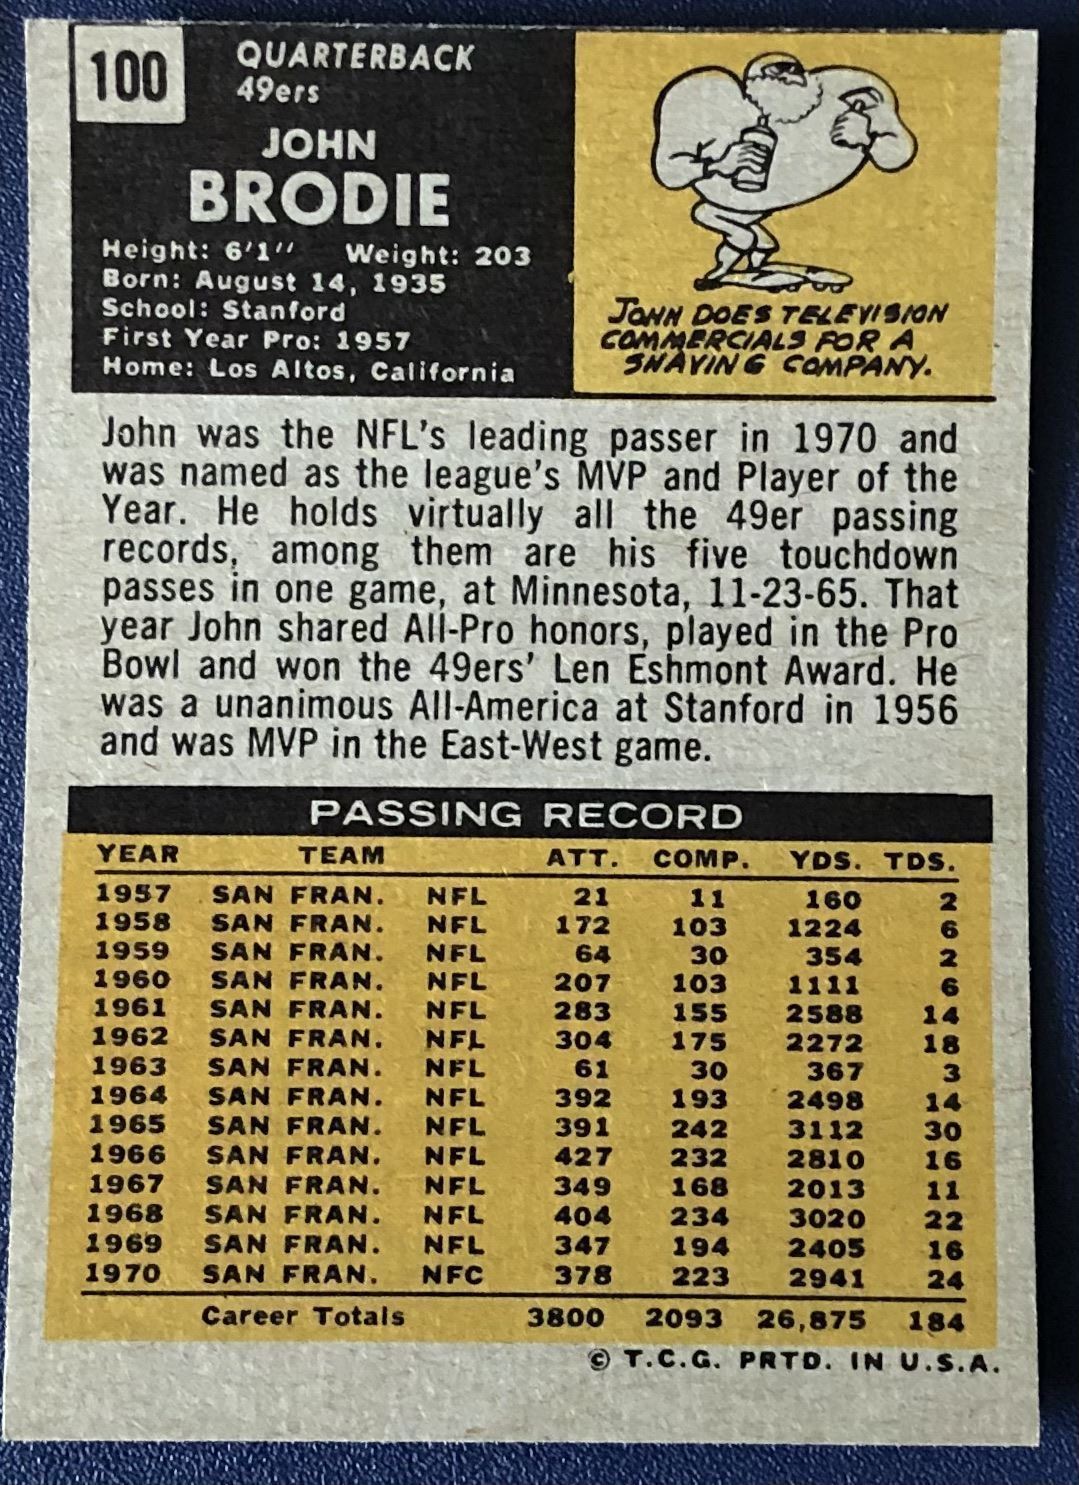 100
QUARTERBACK
49ers
JOHN
BRODIE
Height: 6'1" Weight: 203
Born: August 14, 1935
School: Stanford
First Year Pro: 1957
Home: Los Altos, California
JOHN DOES TELEVISION
COMMERCIALS FOR A
SHAVING COMPANY.
John was the NFL's leading passer in 1970 and
was named as the league's MVP and Player of the
Year. He holds virtually all the 49er passing
records, among them are his five touchdown
passes in one game, at Minnesota, 11-23-65. That
year John shared All-Pro honors, played in the Pro
Bowl and won the 49ers' Len Eshmont Award. He
was a unanimous All-America at Stanford in 1956
and was MVP in the East-West game.
PASSING RECORD
YEAR TEAM ATT. COMP. YDS. TDS.
1957 SAN FRAN. NFL 21 11 160 2
1958 SAN FRAN. NFL 172 103 1224 6
1959 SAN FRAN. NFL 64 30 354 2
1960 SAN FRAN. NFL 207 103 1111 6
1961 SAN FRAN. NFL 283 155 2588 14
1962 SAN FRAN. NFL 304 175 2272 18
1963 SAN FRAN. NFL 61 30 367 3
1964 SAN FRAN. NFL 392 193 2498 14
1965 SAN FRAN. NFL 391 242 3112 30
1966 SAN FRAN. NFL 427 232 2810 16
1967 SAN FRAN. NFL 349 168 2013 11
1968 SAN FRAN. NFL 404 234 3020 22
1969 SAN FRAN. NFL 347 194 2405 16
1970 SAN FRAN. NFC 378 223 2941 24
Career Totals 3800 2093 26,875 184
© T.C.G. PRTD. IN U.S.A.